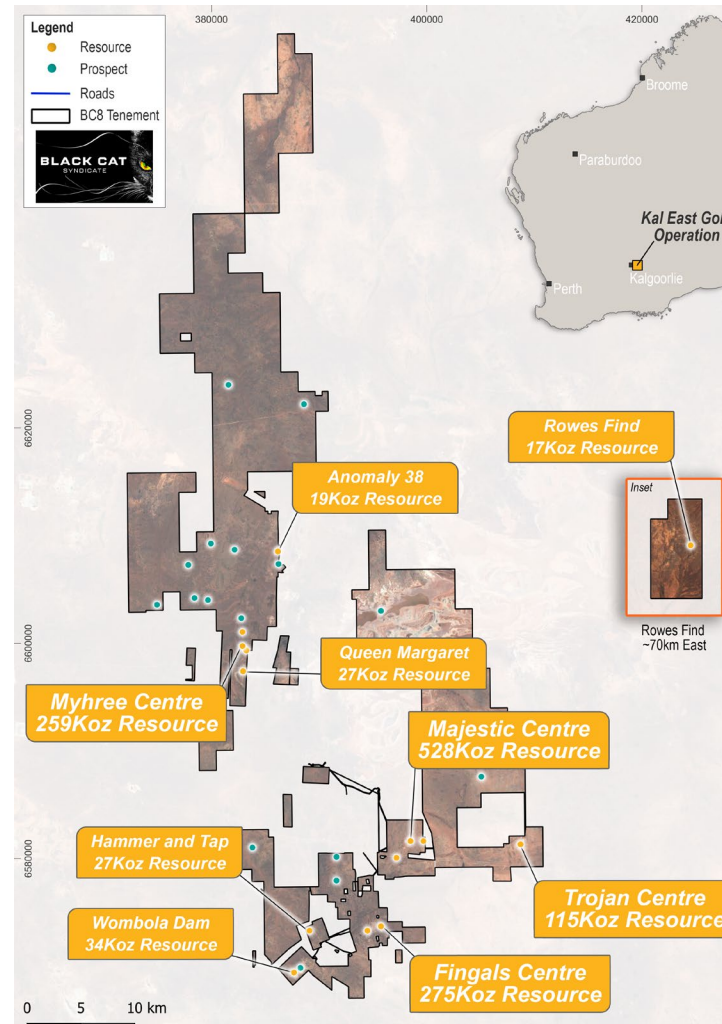 380000
400000
420000
Legend
Resource
Prospect
Roads
BC8 Tenement
BLACK CAT
SYNDICATE
Broome
Paraburdoo
Kal East Gol
Operation
Kalgoorlie
Perth
6620000
Rowes Find
17Koz Resource
Anomaly 38
19Koz Resource
Inset
Rowes Find
~70km East
6600000
Queen Margaret
27Koz Resource
Myhree Centre
259Koz Resource
Majestic Centre
528Koz Resource
Hammer and Tap
27Koz Resource
6580000
Trojan Centre
115Koz Resource
Wombola Dam
34Koz Resource
Fingals Centre
275Koz Resource
0 5 10 km